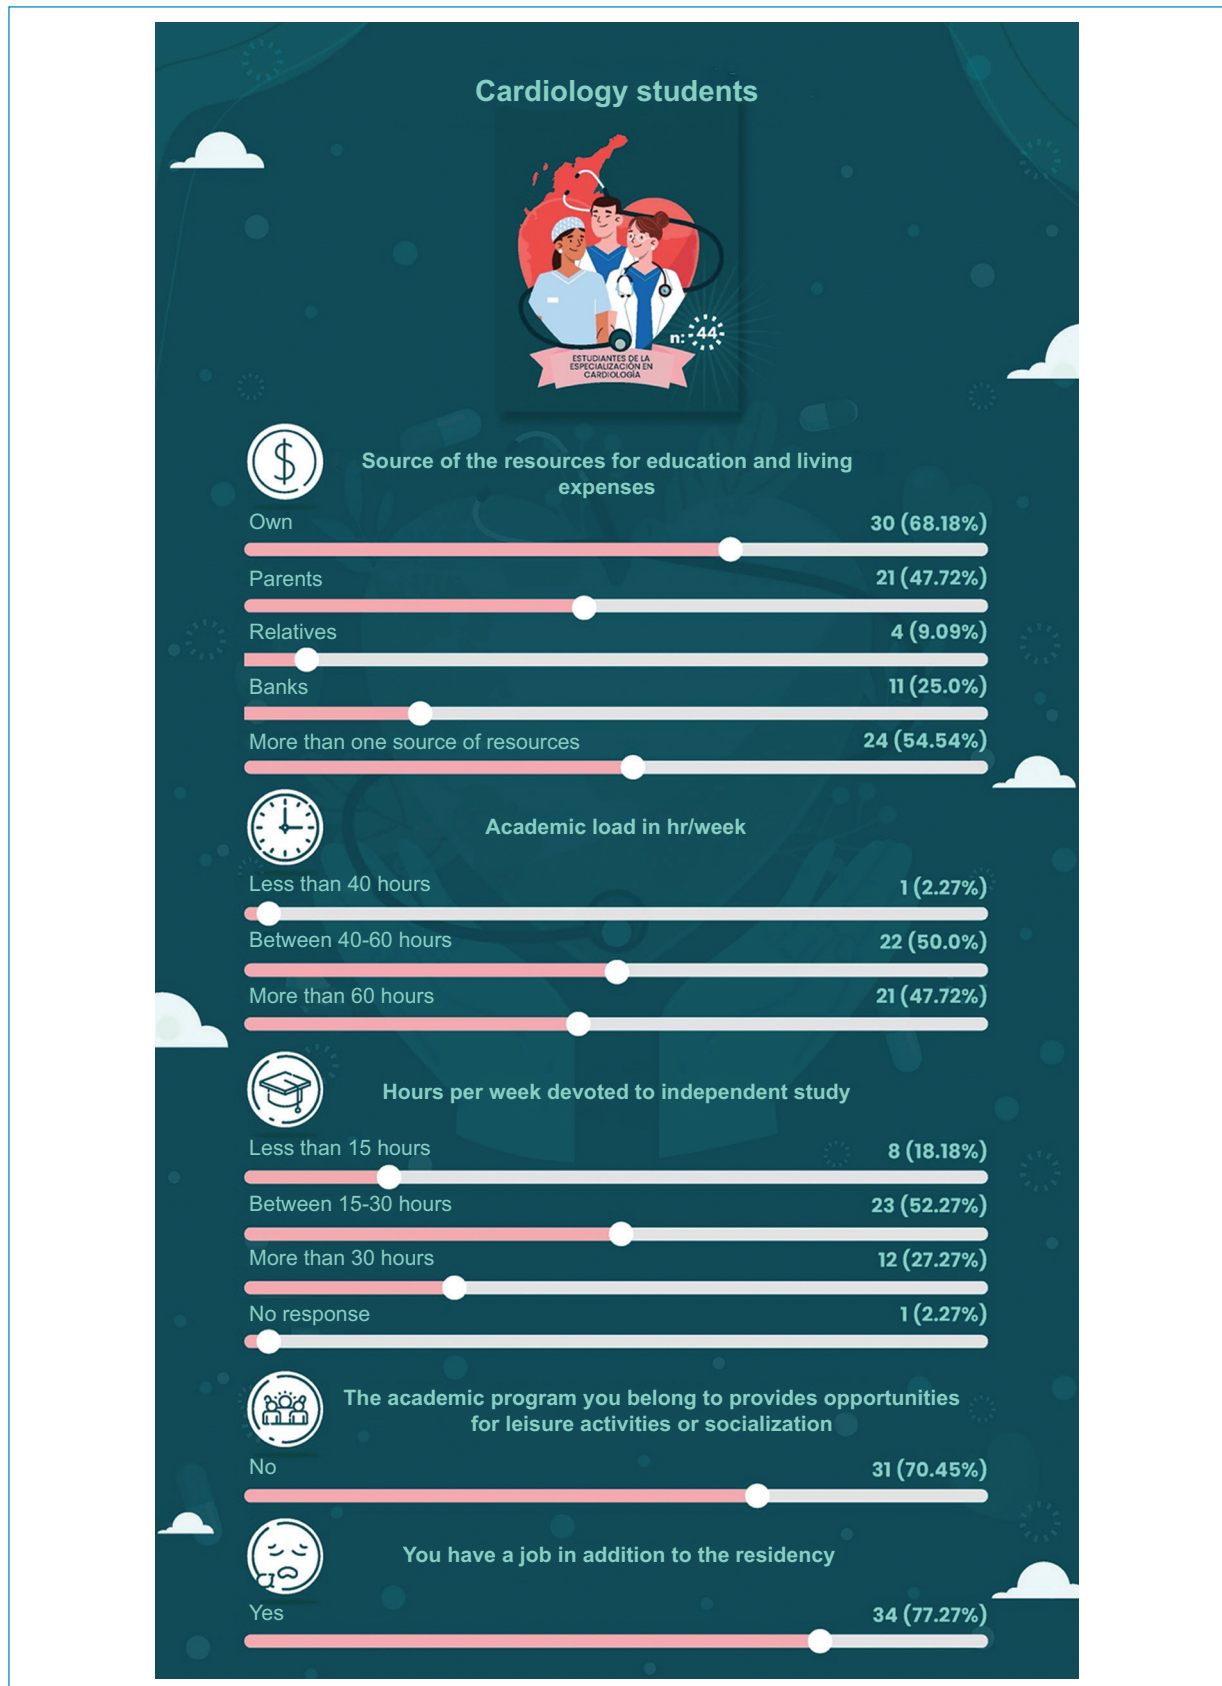 Cardiology students
n: 44
ESTUDIANTES DE LA
ESPECIALIZACIÓN EN
CARDIOLOGÍA
Source of the resources for education and living
expenses
Own 30 (68.18%)
Parents 21 (47.72%)
Relatives 4 (9.09%)
Banks 11 (25.0%)
More than one source of resources 24 (54.54%)
Academic load in hr/week
Less than 40 hours 1 (2.27%)
Between 40-60 hours 22 (50.0%)
More than 60 hours 21 (47.72%)
Hours per week devoted to independent study
Less than 15 hours 8 (18.18%)
Between 15-30 hours 23 (52.27%)
More than 30 hours 12 (27.27%)
No response 1 (2.27%)
The academic program you belong to provides opportunities
for leisure activities or socialization
No 31 (70.45%)
You have a job in addition to the residency
Yes 34 (77.27%)